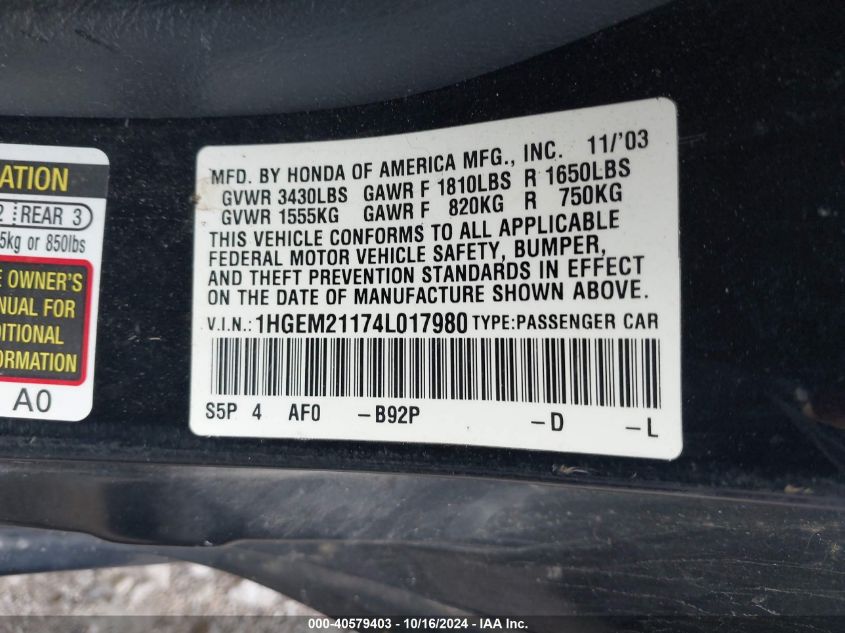 ATION
2 REAR 3
5kg or 850lbs
E OWNER'S
NUAL FOR
DITIONAL
FORMATION
A0
MFD. BY HONDA OF AMERICA MFG., INC. 11/'03
GVWR 3430LBS GAWR F 1810LBS R 1650LBS
GVWR 1555KG GAWR F 820KG R 750KG
THIS VEHICLE CONFORMS TO ALL APPLICABLE
FEDERAL MOTOR VEHICLE SAFETY, BUMPER,
AND THEFT PREVENTION STANDARDS IN EFFECT
ON THE DATE OF MANUFACTURE SHOWN ABOVE.
V.I.N.: 1HGEM21174L017980 TYPE:PASSENGER CAR
S5P 4 AF0 -B92P -D -L
000-40579403 - 10/16/2024 - IAA Inc.